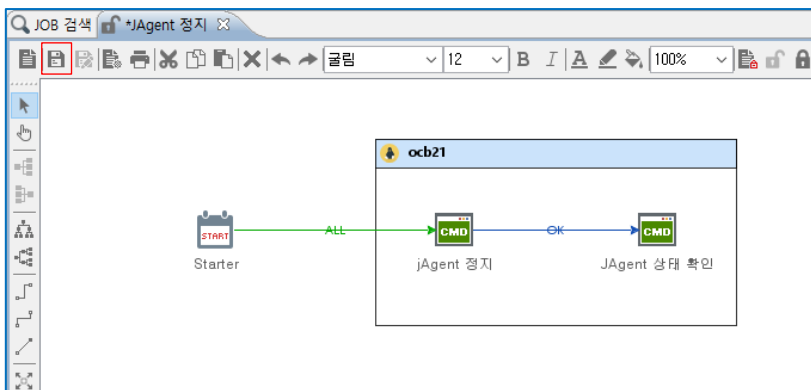 JOB 검색 *JAgent 정지
굴림 12 B I A 100%
ocb21
START ALL CMD OK CMD
Starter jAgent 정지 JAgent 상태 확인